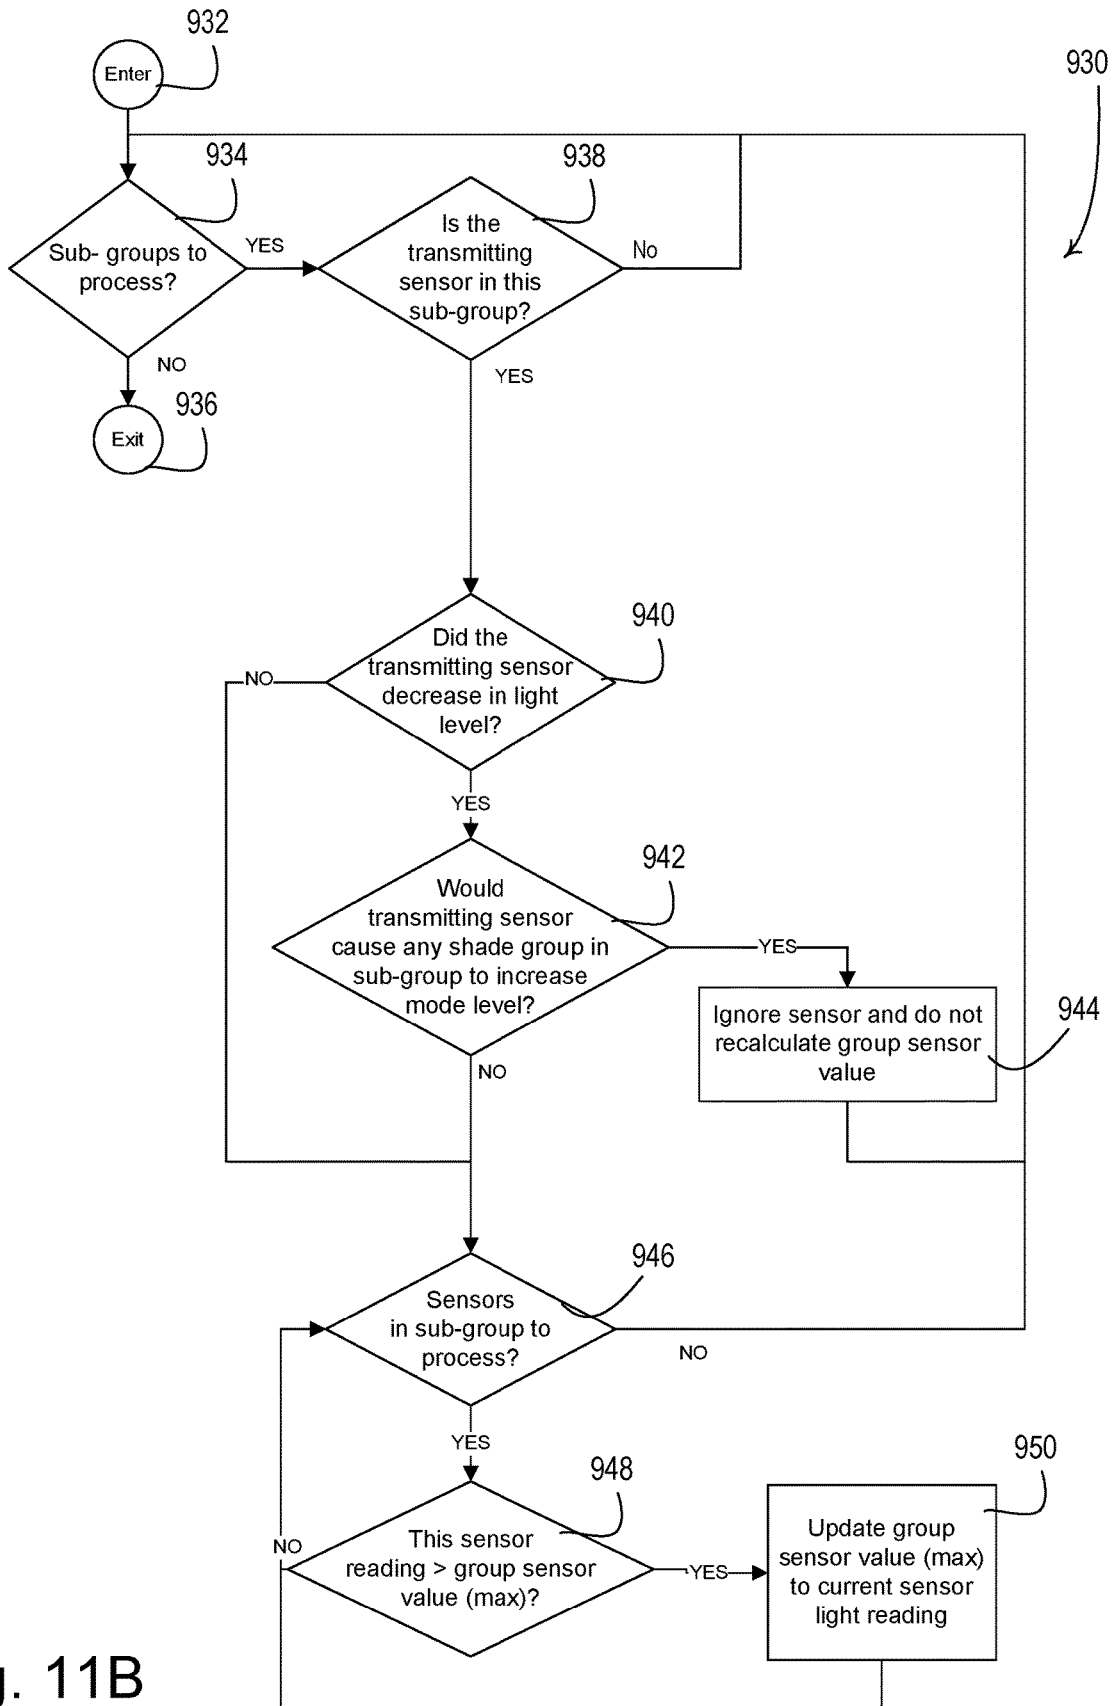 932
Enter
930
934
938
Sub- groups to
process?
YES
Is the
transmitting
sensor in this
sub-group?
No
NO
YES
936
Exit
940
Did the
transmitting sensor
decrease in light
level?
NO
YES
942
Would
transmitting sensor
cause any shade group in
sub-group to increase
mode level?
YES
944
Ignore sensor and do not
recalculate group sensor
value
NO
946
Sensors
in sub-group to
process?
NO
YES
948
950
This sensor
reading > group sensor
value (max)?
NO
YES
Update group
sensor value (max)
to current sensor
light reading
g. 11B